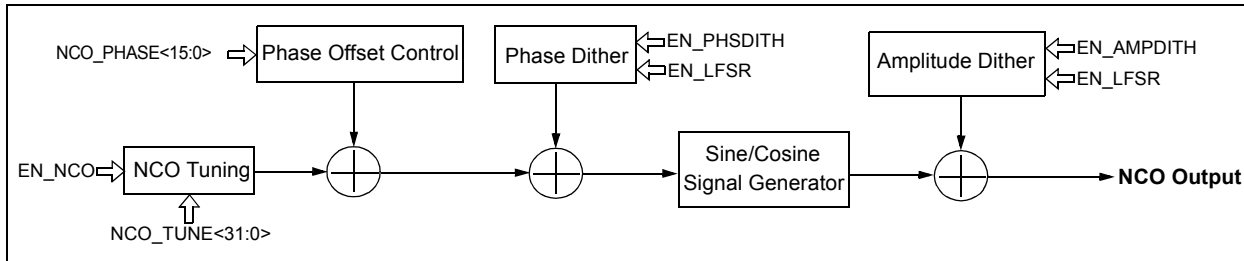 NCO_PHASE<15:0>
Phase Offset Control
Phase Dither
EN_PHSDITH
EN_LFSR
Amplitude Dither
EN_AMPDITH
EN_LFSR
EN_NCO
NCO Tuning
NCO_TUNE<31:0>
Sine/Cosine
Signal Generator
NCO Output